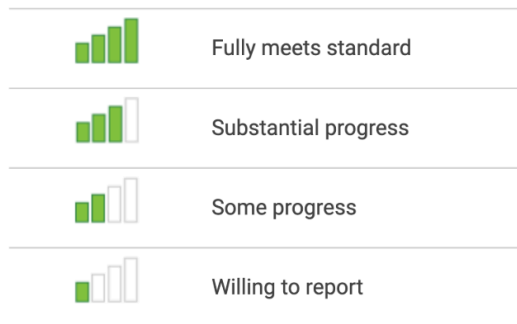 Fully meets standard
Substantial progress
Some progress
Willing to report